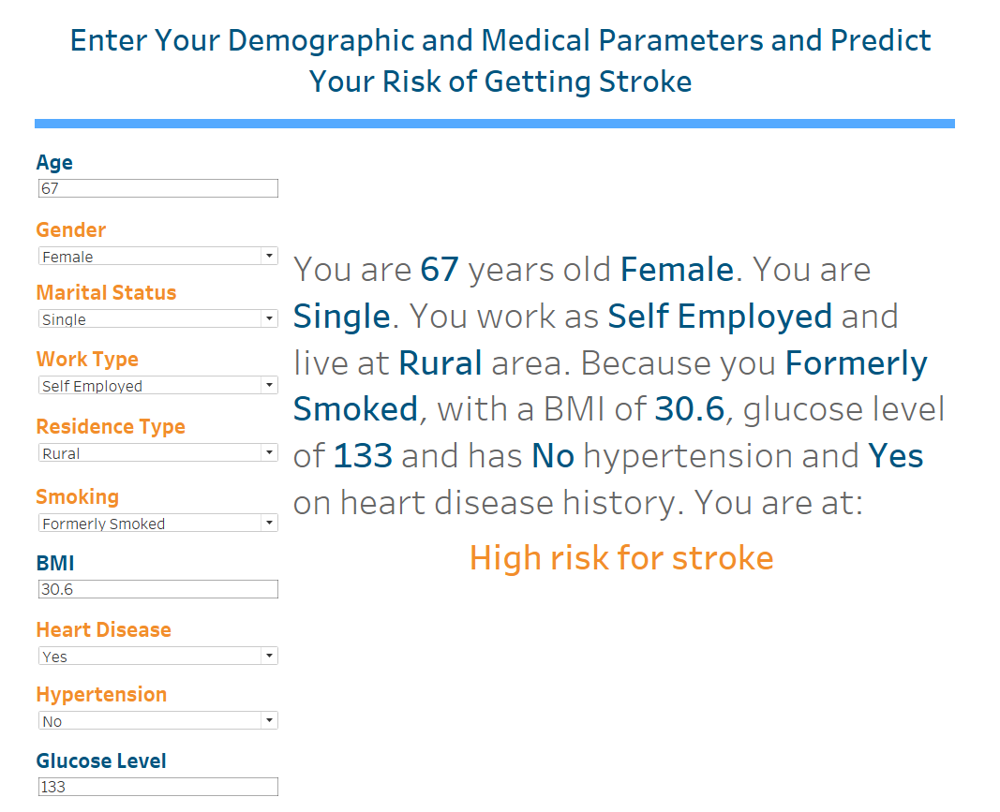 Enter Your Demographic and Medical Parameters and Predict
Your Risk of Getting Stroke
Age
67
Gender
Female
Marital Status
Single
Work Type
Self Employed
Residence Type
Rural
Smoking
Formerly Smoked
BMI
30.6
Heart Disease
Yes
Hypertension
No
Glucose Level
133
You are 67 years old Female. You are
Single. You work as Self Employed and
live at Rural area. Because you Formerly
Smoked, with a BMI of 30.6, glucose level
of 133 and has No hypertension and Yes
on heart disease history. You are at:
High risk for stroke